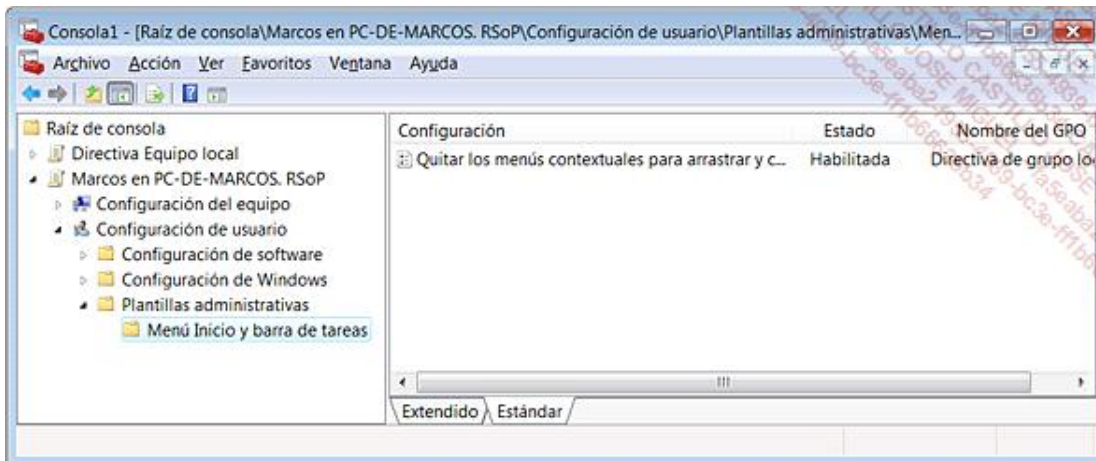 Consola1 - [Raíz de consola\Marcos en PC-DE-MARCOS. RSoP\Configuración de usuario\Plantillas administrativas\Men...
Archivo Acción Ver Favoritos Ventana Ayuda
Raíz de consola
Directiva Equipo local
Marcos en PC-DE-MARCOS. RSoP
Configuración del equipo
Configuración de usuario
Configuración de software
Configuración de Windows
Plantillas administrativas
Menú Inicio y barra de tareas
Configuración Estado Nombre del GPO
Quitar los menús contextuales para arrastrar y c... Habilitada Directiva de grupo lo
Extendido Estándar
JOSE MIGUEL CASTILLO